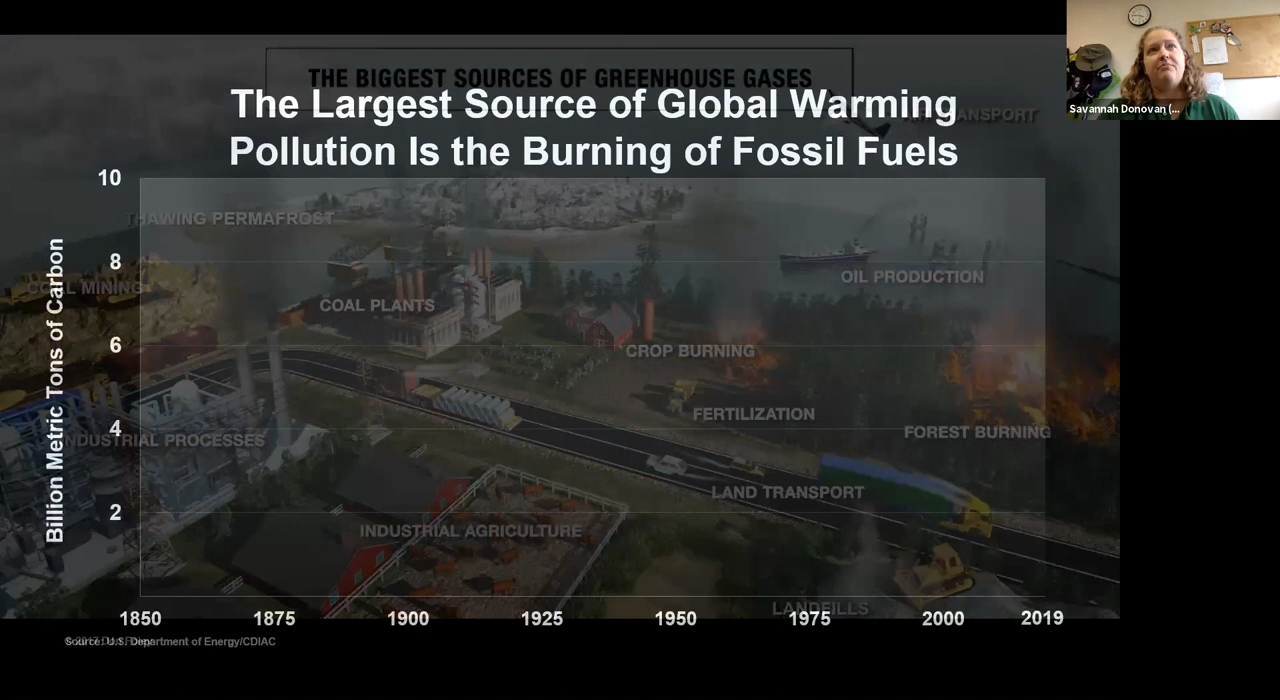 THE BIGGEST SOURCES OF GREENHOUSE GASES
The Largest Source of Global Warming
Pollution Is the Burning of Fossil Fuels
Savannah Donovan (...
TRANSPORT
10
8
6
4
2
Billion Metric Tons of Carbon
THAWING PERMAFROST
COAL MINING
COAL PLANTS
OIL PRODUCTION
CROP BURNING
FERTILIZATION
FOREST BURNING
INDUSTRIAL PROCESSES
LAND TRANSPORT
INDUSTRIAL AGRICULTURE
LANDFILLS
1850
1875
1900
1925
1950
1975
2000
2019
Source: U.S. Department of Energy/CDIAC